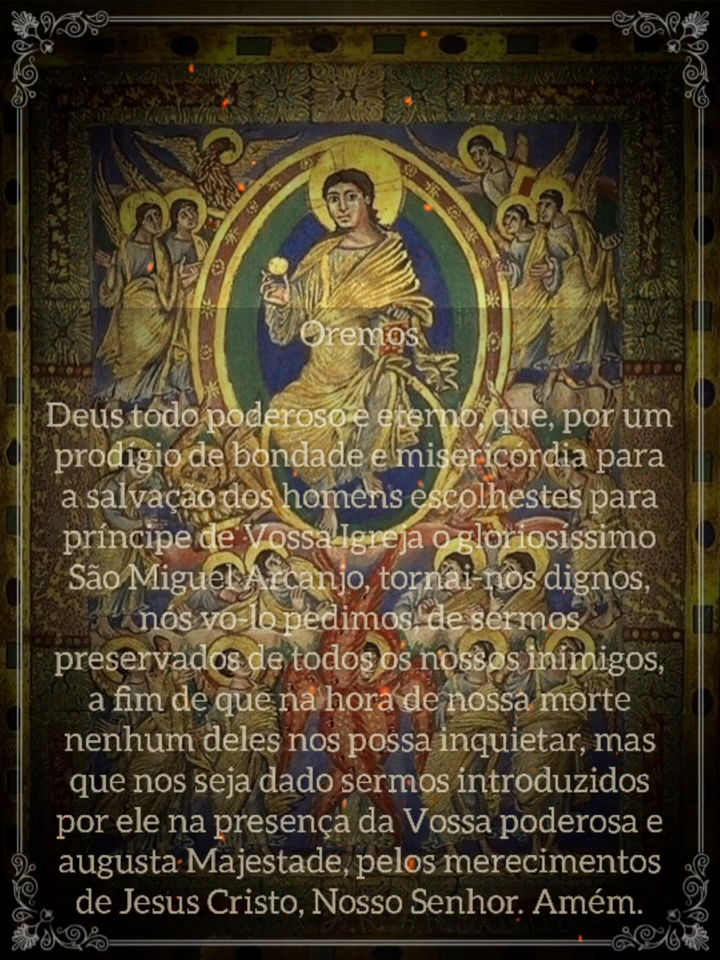 Oremos
Deus todo poderoso e eterno, que, por um
prodígio de bondade e misericordia para
a salvação dos homens escolhestes para
príncipe de Vossa Igreja o gloriosíssimo
São Miguel Arcanjo, tornai-nos dignos,
nós vo-lo pedimos, de sermos
preservados de todos os nossos inimigos,
a fim de que na hora de nossa morte
nenhum deles nos possa inquietar, mas
que nos seja dado sermos introduzidos
por ele na presença da Vossa poderosa e
augusta Majestade, pelos merecimentos
de Jesus Cristo, Nosso Senhor. Amém.